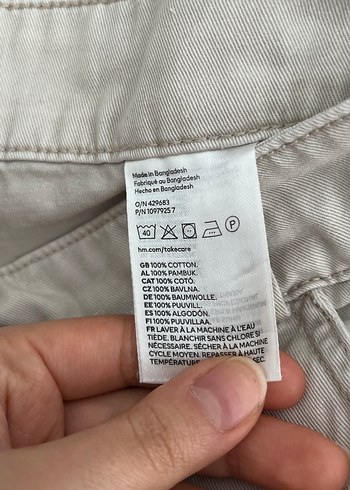 Made in Bangladesh
Fabriqué au Bangladesh
Hecho en Bangladesh
O/N 429683
P/N 10979257
40 P
hm.com/takecare
GB 100% COTTON.
AL 100% PAMBUK.
CAT 100% COTÓ.
CZ 100% BAVLNA.
DE 100% BAUMWOLLE.
EE 100% PUUVILL.
ES 100% ALGODÓN.
FI 100% PUUVILLAA.
FR LAVER À LA MACHINE À L'EAU
TIÈDE. BLANCHIR SANS CHLORE SI
NÉCESSAIRE. SÉCHER À LA MACHINE
CYCLE MOYEN. REPASSER À HAUTE
TEMPÉRATURE SEC.